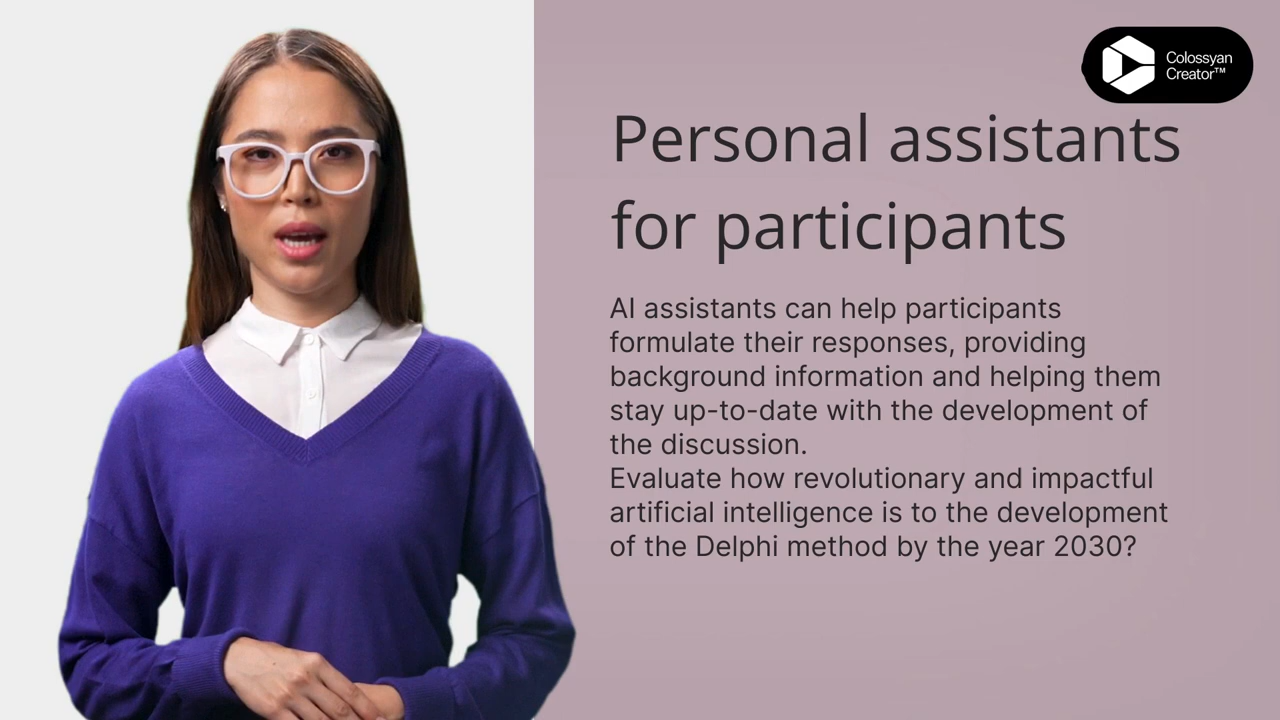 Colossyan
Creator™
Personal assistants
for participants
AI assistants can help participants
formulate their responses, providing
background information and helping them
stay up-to-date with the development of
the discussion.
Evaluate how revolutionary and impactful
artificial intelligence is to the development
of the Delphi method by the year 2030?